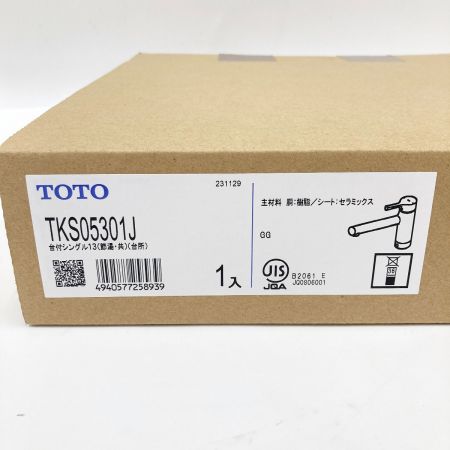 TOTO
231129
TKS05301J
台付シングル13(節湯・共)(台所)
4940577258939
1入
主材料 胴:樹脂/シート:セラミックス
GG
JIS
JQA
B2061 E
JQ0806001